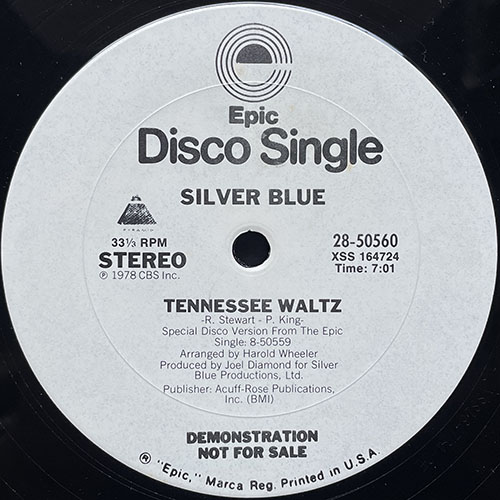 Epic
Disco Single
SILVER BLUE
PYRAMID
33⅓ RPM
STEREO
℗ 1978 CBS Inc.
28-50560
XSS 164724
Time: 7:01
TENNESSEE WALTZ
-R. Stewart - P. King-
Special Disco Version From The Epic
Single: 8-50559
Arranged by Harold Wheeler
Produced by Joel Diamond for Silver
Blue Productions, Ltd.
Publisher: Acuff-Rose Publications,
Inc. (BMI)
DEMONSTRATION
NOT FOR SALE
® "Epic," Marca Reg. Printed in U.S.A.